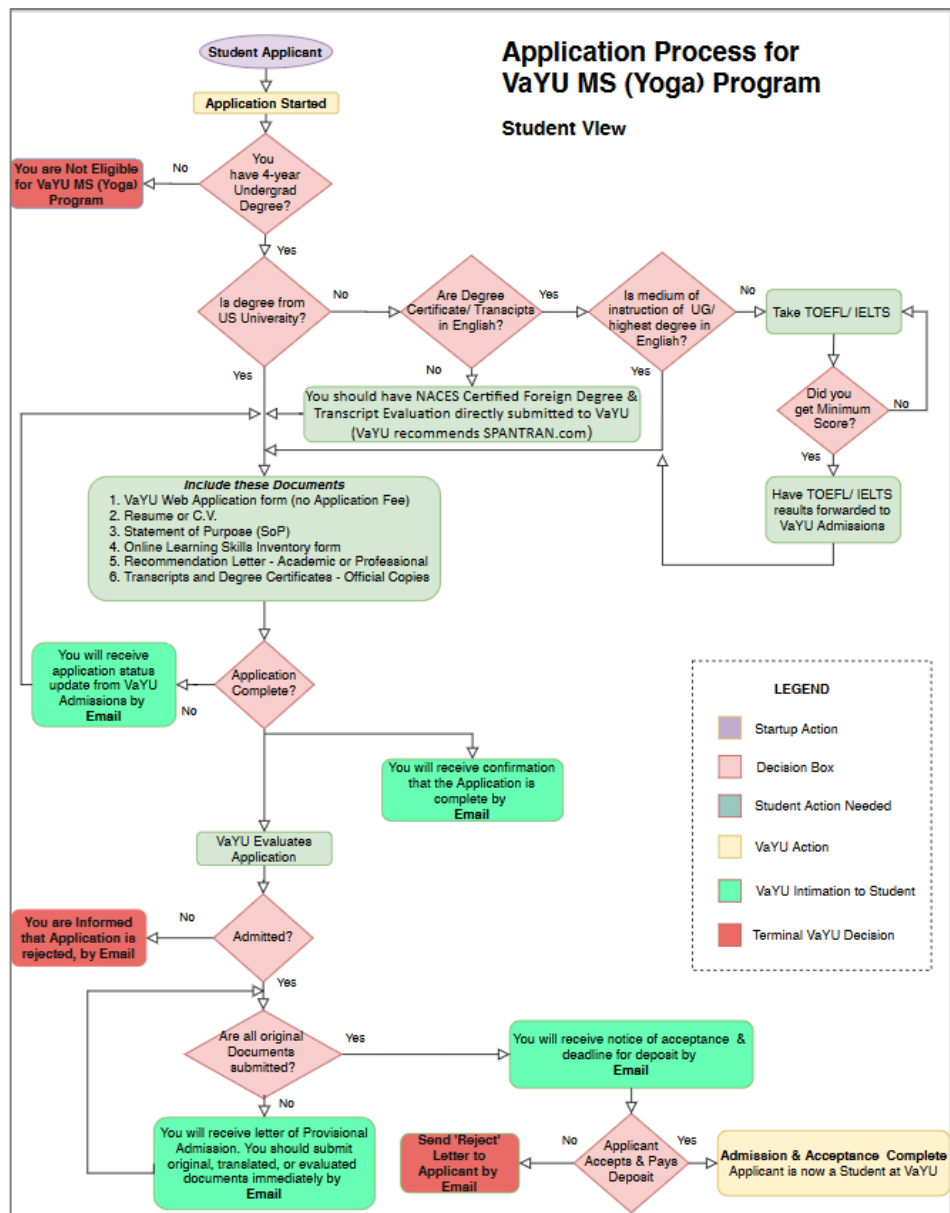 Application Process for
VaYU MS (Yoga) Program
Student VIew
Student Applicant
Application Started
You
have 4-year
Undergrad
Degree?
No
You are Not Eligible
for VaYU MS (Yoga)
Program
Yes
Is degree from
US University?
No
Are Degree
Certificate/ Transcipts
in English?
Yes
Is medium of
instruction of UG/
highest degree in
English?
No
Take TOEFL/ IELTS
Did you
get Minimum
Score?
No
Yes
Have TOEFL/ IELTS
results forwarded to
VaYU Admissions
Yes
No
Yes
You should have NACES Certified Foreign Degree &
Transcript Evaluation directly submitted to VaYU
(VaYU recommends SPANTRAN.com)
Include these Documents
1. VaYU Web Application form (no Application Fee)
2. Resume or C.V.
3. Statement of Purpose (SoP)
4. Online Learning Skills Inventory form
5. Recommendation Letter - Academic or Professional
6. Transcripts and Degree Certificates - Official Copies
Application
Complete?
No
You will receive
application status
update from VaYU
Admissions by
Email
You will receive confirmation
that the Application is
complete by
Email
VaYU Evaluates
Application
Admitted?
No
You are Informed
that Application is
rejected, by Email
Yes
Are all original
Documents
submitted?
Yes
You will receive notice of acceptance &
deadline for deposit by
Email
No
You will receive letter of Provisional
Admission. You should submit
original, translated, or evaluated
documents immediately by
Email
Applicant
Accepts & Pays
Deposit
No
Send 'Reject'
Letter to
Applicant by
Email
Yes
Admission & Acceptance Complete
Applicant is now a Student at VaYU
LEGEND
Startup Action
Decision Box
Student Action Needed
VaYU Action
VaYU Intimation to Student
Terminal VaYU Decision